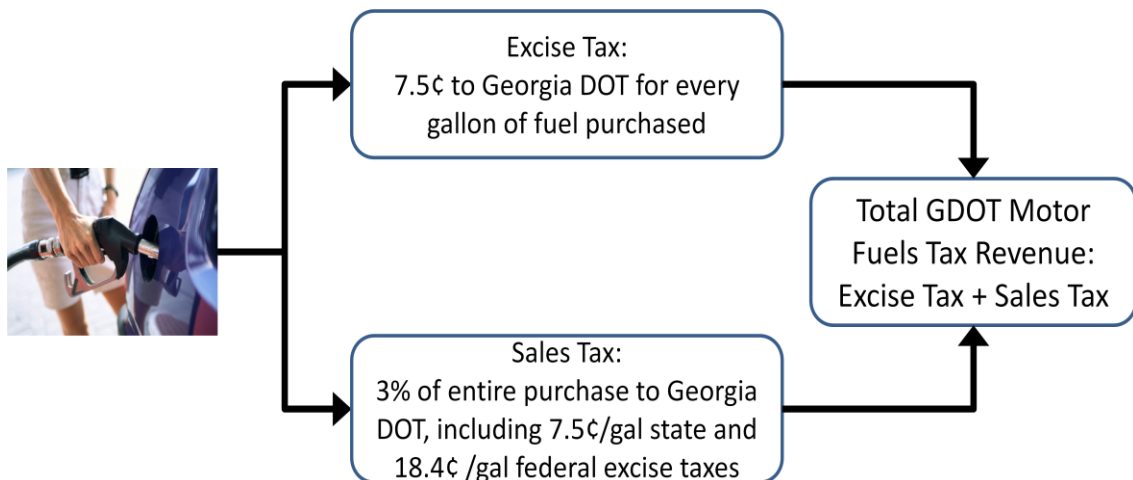 Excise Tax:
7.5¢ to Georgia DOT for every
gallon of fuel purchased
Total GDOT Motor
Fuels Tax Revenue:
Excise Tax + Sales Tax
Sales Tax:
3% of entire purchase to Georgia
DOT, including 7.5¢/gal state and
18.4¢ /gal federal excise taxes